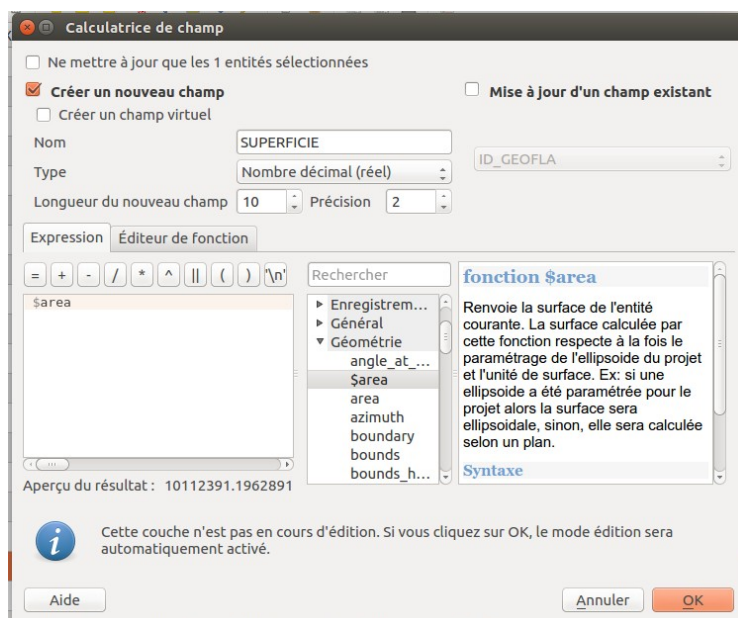 Calculatrice de champ
Ne mettre à jour que les 1 entités sélectionnées
Créer un nouveau champ
Mise à jour d'un champ existant
Créer un champ virtuel
Nom SUPERFICIE
ID_GEOFLA
Type Nombre décimal (réel)
Longueur du nouveau champ 10 Précision 2
Expression Éditeur de fonction
= + - / * ^ || ( ) '\n'
Rechercher
$area
Enregistrem...
Général
Géométrie
angle_at_...
$area
area
azimuth
boundary
bounds
bounds_h...
fonction $area
Renvoie la surface de l'entité
courante. La surface calculée par
cette fonction respecte à la fois le
paramétrage de l'ellipsoide du projet
et l'unité de surface. Ex: si une
ellipsoide a été paramétrée pour le
projet alors la surface sera
ellipsoidale, sinon, elle sera calculée
selon un plan.
Syntaxe
Aperçu du résultat : 10112391.1962891
Cette couche n'est pas en cours d'édition. Si vous cliquez sur OK, le mode édition sera
automatiquement activé.
Aide
Annuler
OK